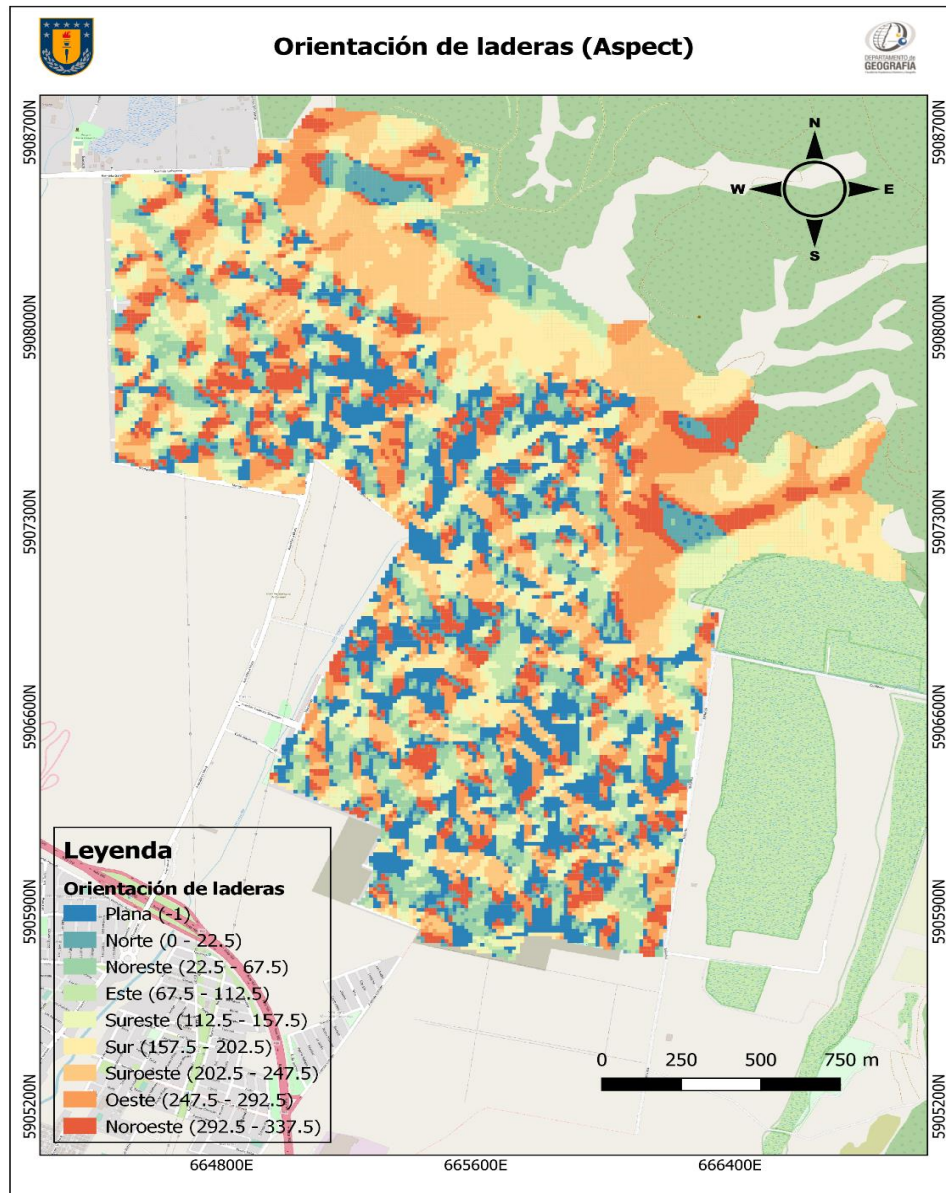 Orientación de laderas (Aspect)
DEPARTAMENTO de
GEOGRAFÍA
5908700N
5908700N
N
W
E
S
5908000N
5908000N
5907300N
5907300N
5906600N
5906600N
5905900N
5905900N
5905200N
5905200N
Leyenda
Orientación de laderas
Plana (-1)
Norte (0 - 22.5)
Noreste (22.5 - 67.5)
Este (67.5 - 112.5)
Sureste (112.5 - 157.5)
Sur (157.5 - 202.5)
Suroeste (202.5 - 247.5)
Oeste (247.5 - 292.5)
Noroeste (292.5 - 337.5)
0 250 500 750 m
664800E
665600E
666400E